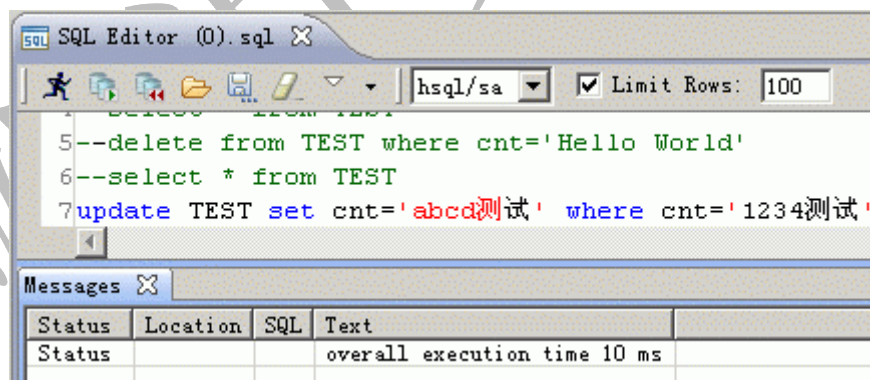 SQL Editor (0).sql
hsql/sa Limit Rows: 100
5--delete from TEST where cnt='Hello World'
6--select * from TEST
7update TEST set cnt='abcd测试' where cnt='1234测试'
Messages
Status Location SQL Text
Status overall execution time 10 ms